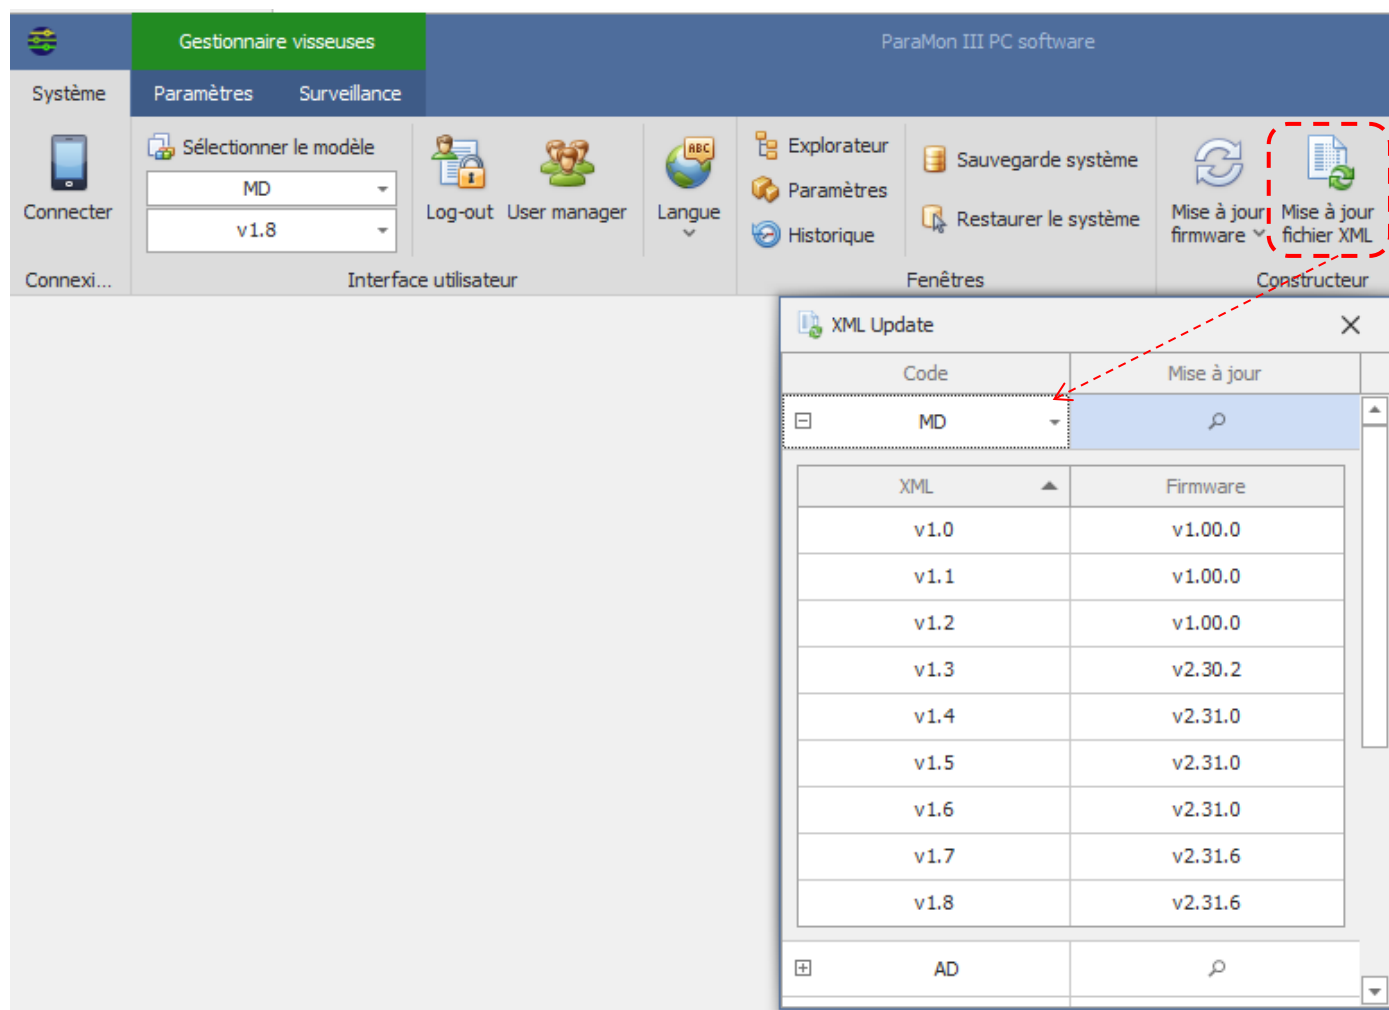 Gestionnaire visseuses
ParaMon III PC software
Système
Paramètres
Surveillance
Connecter
Sélectionner le modèle
MD
v1.8
Log-out
User manager
ABC
Langue
Explorateur
Paramètres
Historique
Sauvegarde système
Restaurer le système
Mise à jour
firmware
Mise à jour
fichier XML
Connexi...
Interface utilisateur
Fenêtres
Constructeur
XML Update
Code Mise à jour
MD
XML Firmware
v1.0 v1.00.0
v1.1 v1.00.0
v1.2 v1.00.0
v1.3 v2.30.2
v1.4 v2.31.0
v1.5 v2.31.0
v1.6 v2.31.0
v1.7 v2.31.6
v1.8 v2.31.6
AD